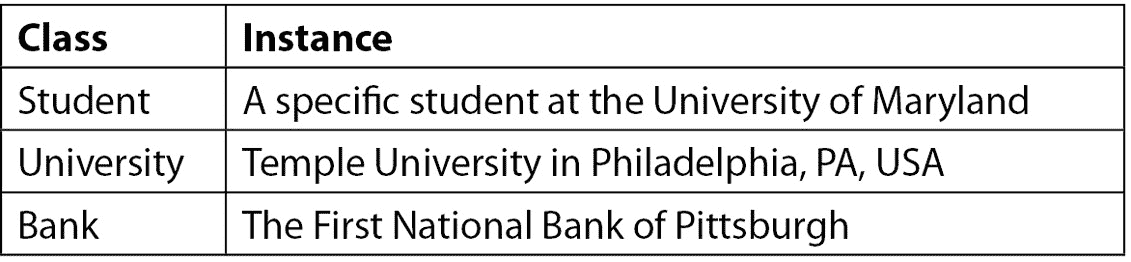 Class Instance
Student A specific student at the University of Maryland
University Temple University in Philadelphia, PA, USA
Bank The First National Bank of Pittsburgh